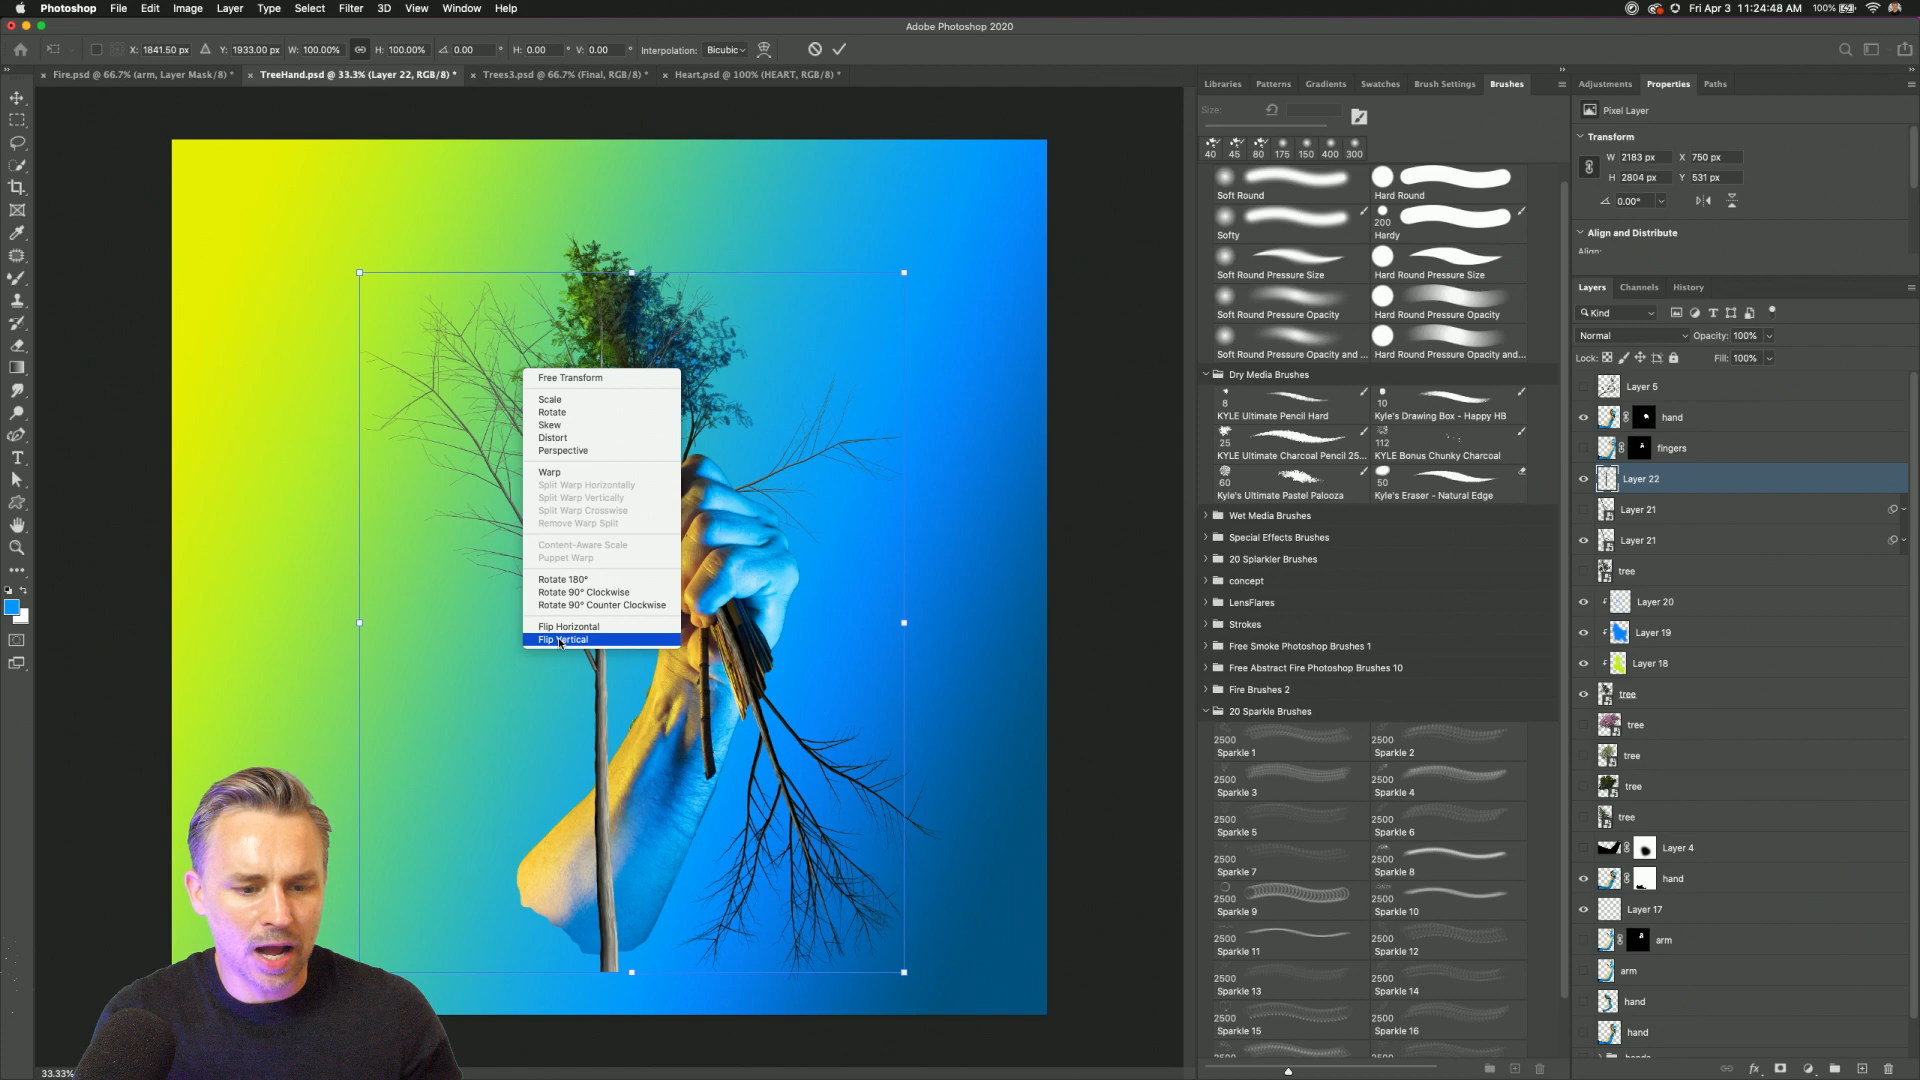 Photoshop File Edit Image Layer Type Select Filter 3D View Window Help
Fri Apr 3 11:24:48 AM 100%
Adobe Photoshop 2020
X: 1841.50 px Y: 1933.00 px W: 100.00% H: 100.00% 0.00 ° H: 0.00 ° V: 0.00 ° Interpolation: Bicubic
Fire.psd @ 66.7% (arm, Layer Mask/8) *
TreeHand.psd @ 33.3% (Layer 22, RGB/8) *
Trees3.psd @ 66.7% (Final, RGB/8) *
Heart.psd @ 100% (HEART, RGB/8) *
Free Transform
Scale
Rotate
Skew
Distort
Perspective
Warp
Split Warp Horizontally
Split Warp Vertically
Split Warp Crosswise
Remove Warp Split
Content-Aware Scale
Puppet Warp
Rotate 180°
Rotate 90° Clockwise
Rotate 90° Counter Clockwise
Flip Horizontal
Flip Vertical
33.33%
Libraries Patterns Gradients Swatches Brush Settings Brushes
Size:
40 45 80 175 150 400 300
Soft Round Hard Round
200
Softy Hardy
Soft Round Pressure Size Hard Round Pressure Size
Soft Round Pressure Opacity Hard Round Pressure Opacity
Soft Round Pressure Opacity and ... Hard Round Pressure Opacity and...
Dry Media Brushes
8 10
KYLE Ultimate Pencil Hard Kyle's Drawing Box - Happy HB
25 112
KYLE Ultimate Charcoal Pencil 25... KYLE Bonus Chunky Charcoal
60 50
Kyle's Ultimate Pastel Palooza Kyle's Eraser - Natural Edge
Wet Media Brushes
Special Effects Brushes
20 Splarkler Brushes
concept
LensFlares
Strokes
Free Smoke Photoshop Brushes 1
Free Abstract Fire Photoshop Brushes 10
Fire Brushes 2
20 Sparkle Brushes
2500 2500
Sparkle 1 Sparkle 2
2500 2500
Sparkle 3 Sparkle 4
2500 2500
Sparkle 5 Sparkle 6
2500 2500
Sparkle 7 Sparkle 8
2500 2500
Sparkle 9 Sparkle 10
2500 2500
Sparkle 11 Sparkle 12
2500 2500
Sparkle 13 Sparkle 14
2500 2500
Sparkle 15 Sparkle 16
2500 2500
Adjustments Properties Paths
Pixel Layer
Transform
W 2183 px X 750 px
H 2804 px Y 531 px
0.00°
Align and Distribute
Align:
Layers Channels History
Kind
Normal Opacity: 100%
Lock: Fill: 100%
Layer 5
hand
fingers
Layer 22
Layer 21
Layer 21
tree
Layer 20
Layer 19
Layer 18
tree
tree
tree
tree
tree
Layer 4
hand
Layer 17
arm
arm
hand
hand
hands